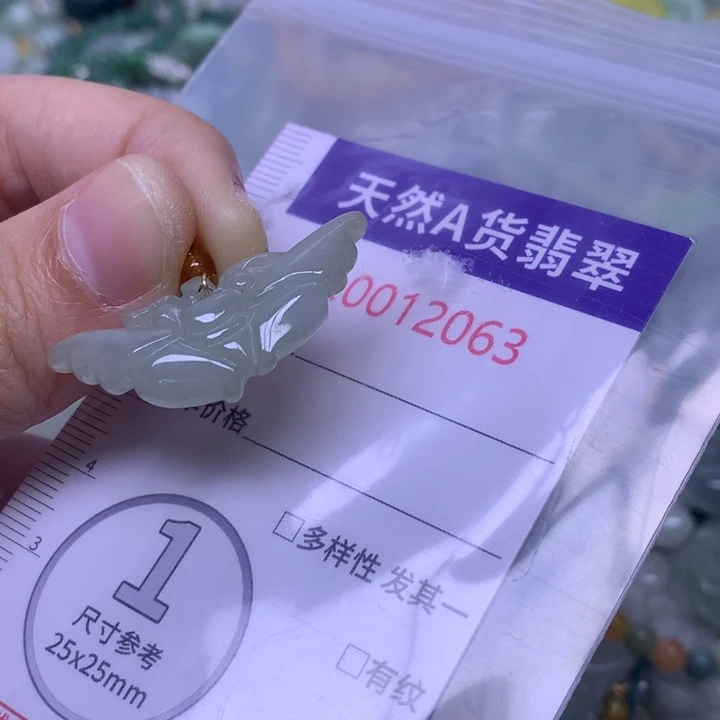 天然A货翡翠
0012063
价格
□多样性 发其一
□有纹
4
3
1
尺寸参考
25x25mm